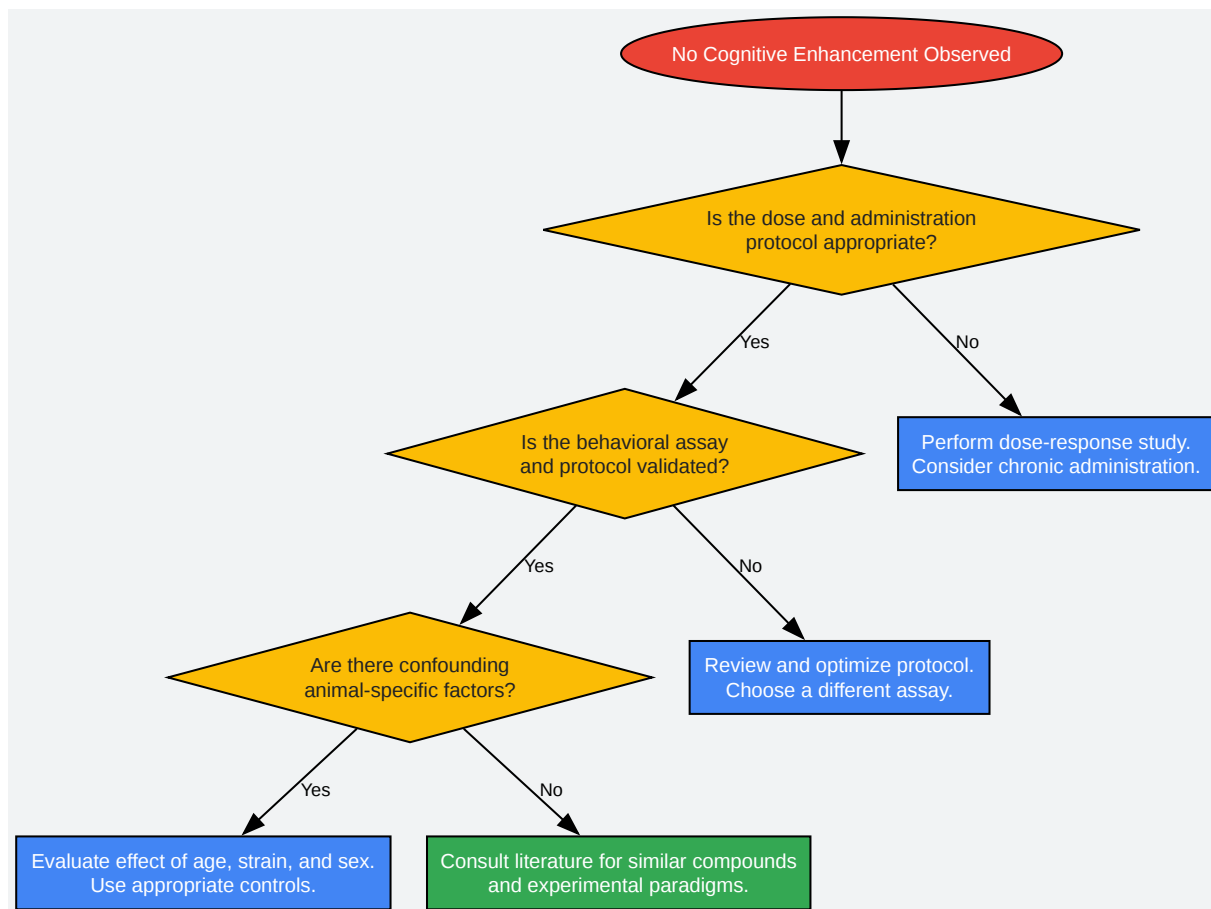 No Cognitive Enhancement Observed
Is the dose and administration
protocol appropriate?
Yes
No
Is the behavioral assay
and protocol validated?
Perform dose-response study.
Consider chronic administration.
Yes
No
Are there confounding
animal-specific factors?
Review and optimize protocol.
Choose a different assay.
Yes
No
Evaluate effect of age, strain, and sex.
Use appropriate controls.
Consult literature for similar compounds
and experimental paradigms.